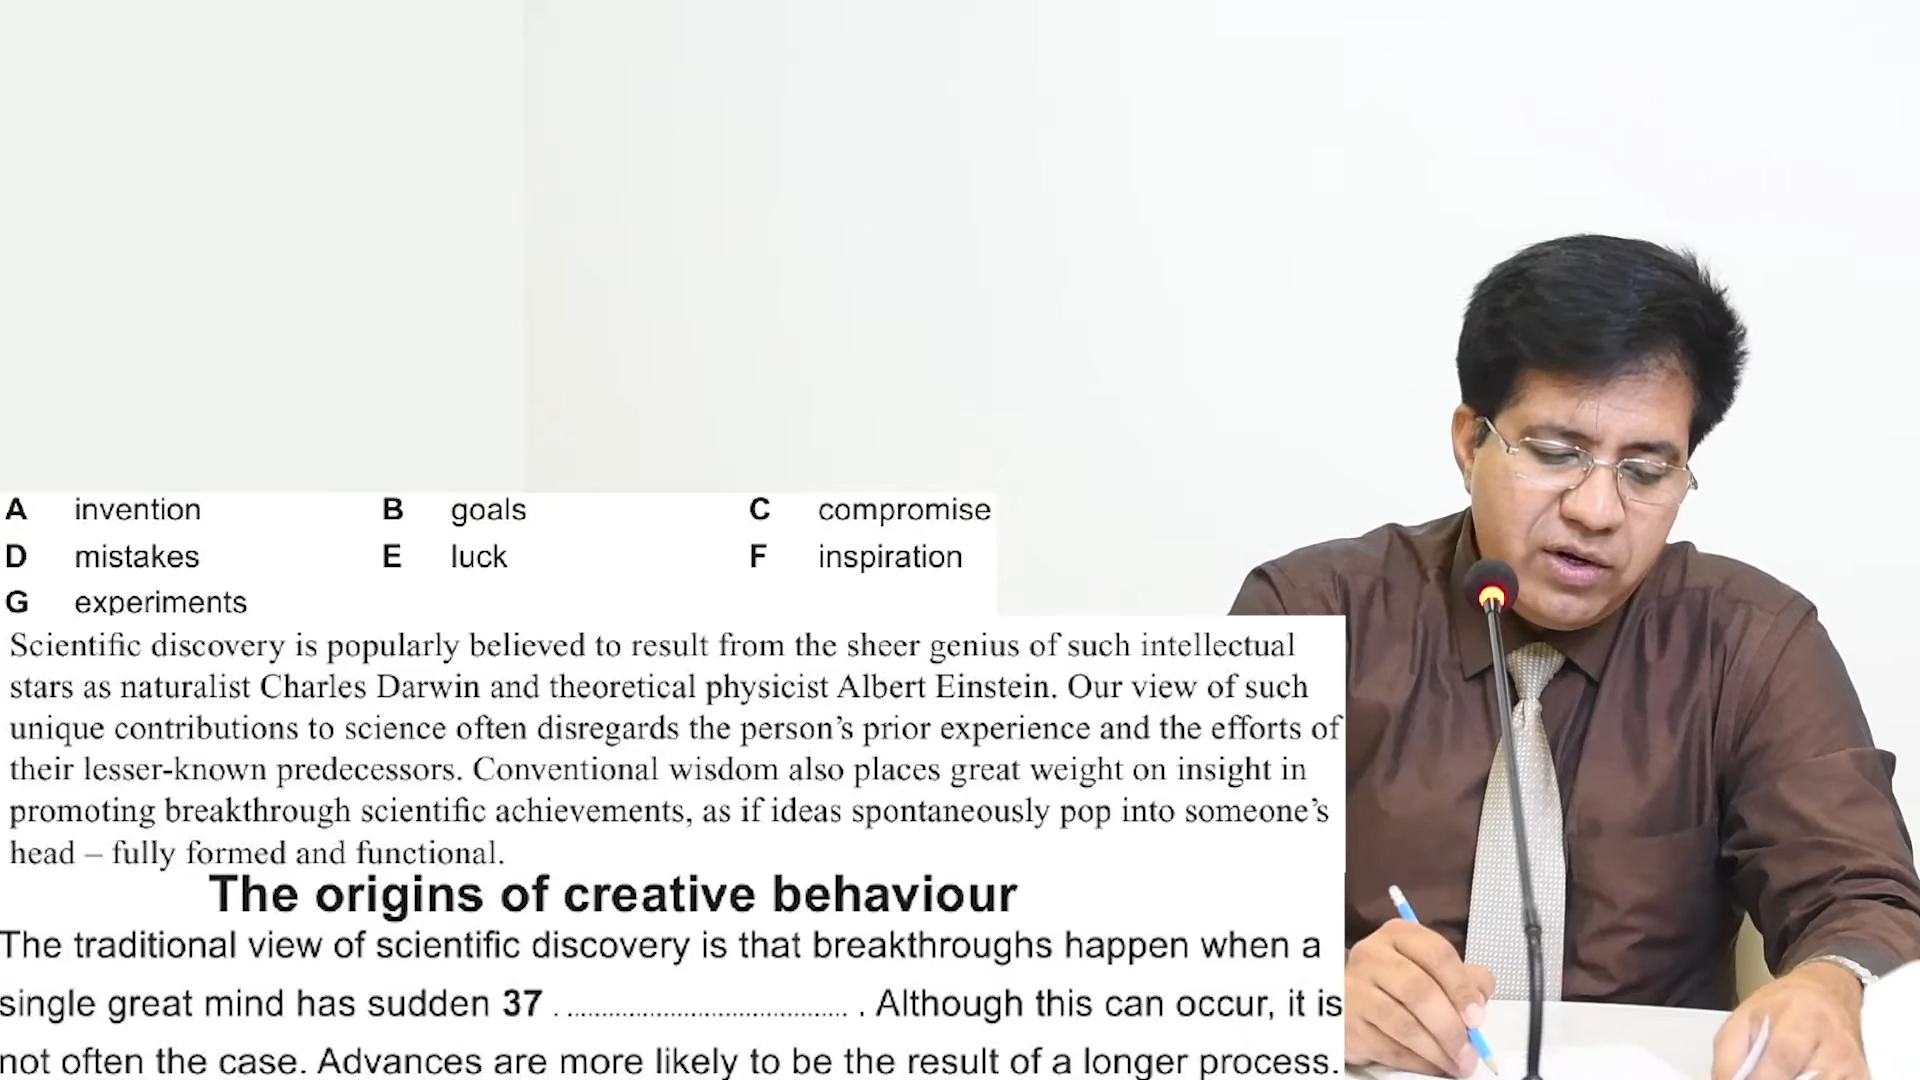 A invention B goals C compromise
D mistakes E luck F inspiration
G experiments
Scientific discovery is popularly believed to result from the sheer genius of such intellectual
stars as naturalist Charles Darwin and theoretical physicist Albert Einstein. Our view of such
unique contributions to science often disregards the person’s prior experience and the efforts of
their lesser-known predecessors. Conventional wisdom also places great weight on insight in
promoting breakthrough scientific achievements, as if ideas spontaneously pop into someone’s
head – fully formed and functional.
The origins of creative behaviour
The traditional view of scientific discovery is that breakthroughs happen when a
single great mind has sudden 37 ........................................ . Although this can occur, it is
not often the case. Advances are more likely to be the result of a longer process.